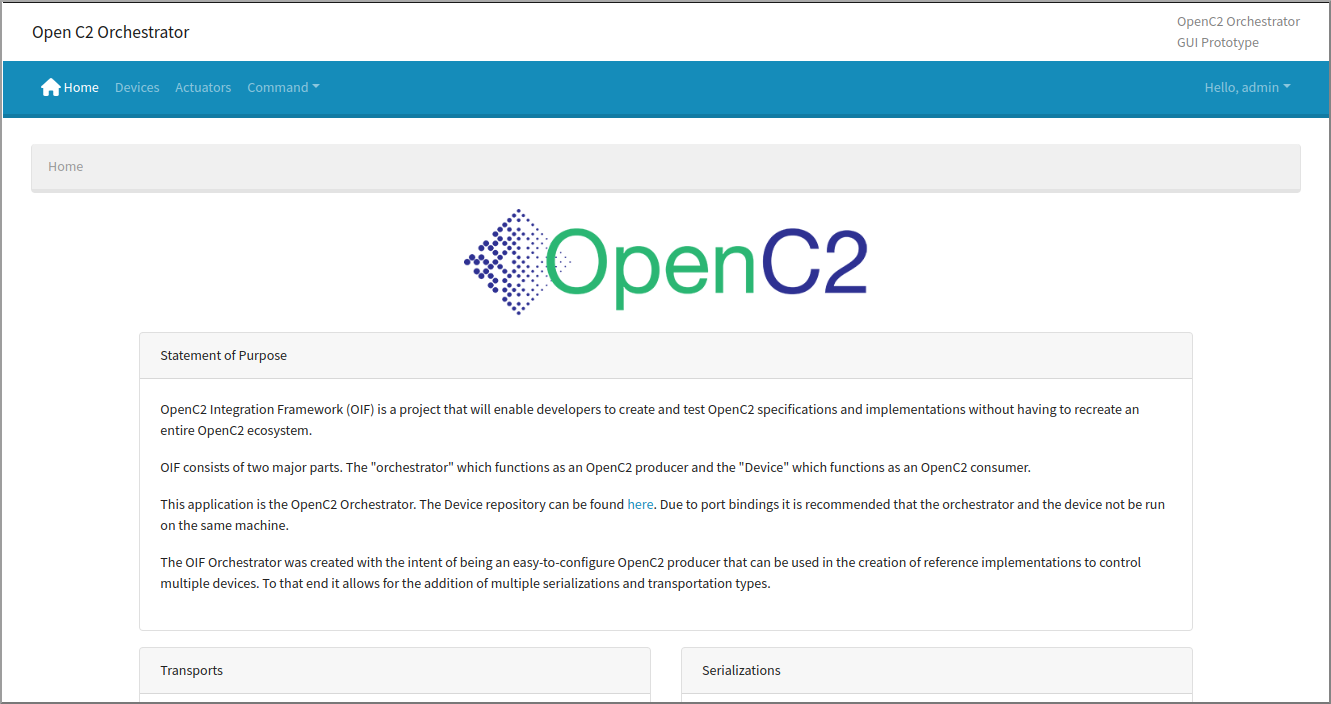 Open C2 Orchestrator
OpenC2 Orchestrator
GUI Prototype
Home Devices Actuators Command Hello, admin
Home
OpenC2
Statement of Purpose
OpenC2 Integration Framework (OIF) is a project that will enable developers to create and test OpenC2 specifications and implementations without having to recreate an
entire OpenC2 ecosystem.
OIF consists of two major parts. The "orchestrator" which functions as an OpenC2 producer and the "Device" which functions as an OpenC2 consumer.
This application is the OpenC2 Orchestrator. The Device repository can be found here. Due to port bindings it is recommended that the orchestrator and the device not be run
on the same machine.
The OIF Orchestrator was created with the intent of being an easy-to-configure OpenC2 producer that can be used in the creation of reference implementations to control
multiple devices. To that end it allows for the addition of multiple serializations and transportation types.
Transports
Serializations